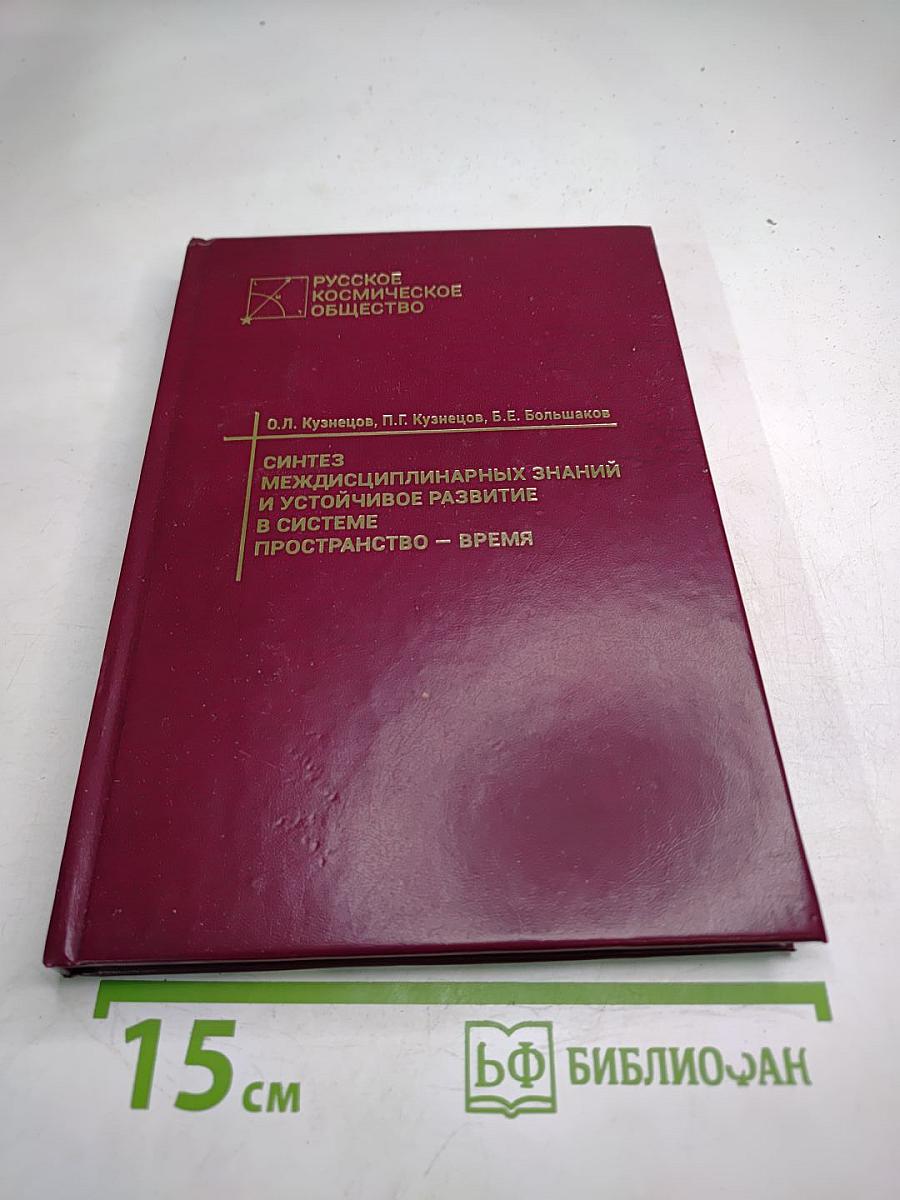 РУССКОЕ
КОСМИЧЕСКОЕ
ОБЩЕСТВО
О.Л. Кузнецов, П.Г. Кузнецов, Б.Е. Большаков
СИНТЕЗ
МЕЖДИСЦИПЛИНАРНЫХ ЗНАНИЙ
И УСТОЙЧИВОЕ РАЗВИТИЕ
В СИСТЕМЕ
ПРОСТРАНСТВО — ВРЕМЯ
15 см
БФ БИБЛИОФАН